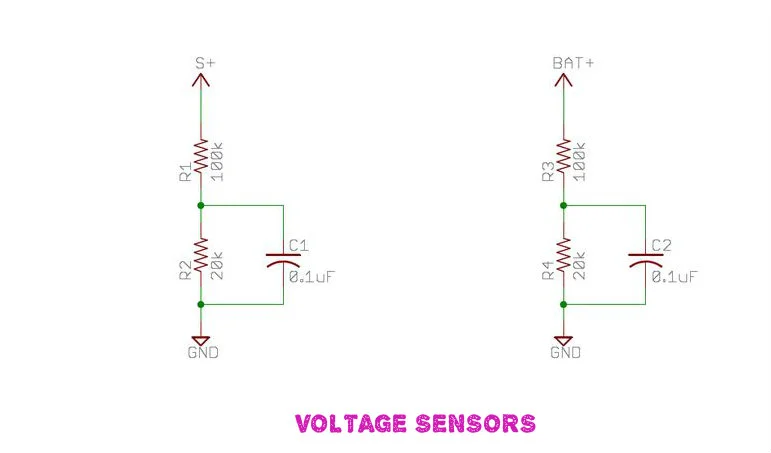 S+
BAT+
R1
100k
R3
100k
R2
20k
C1
0.1uF
R4
20k
C2
0.1uF
GND
GND
VOLTAGE SENSORS